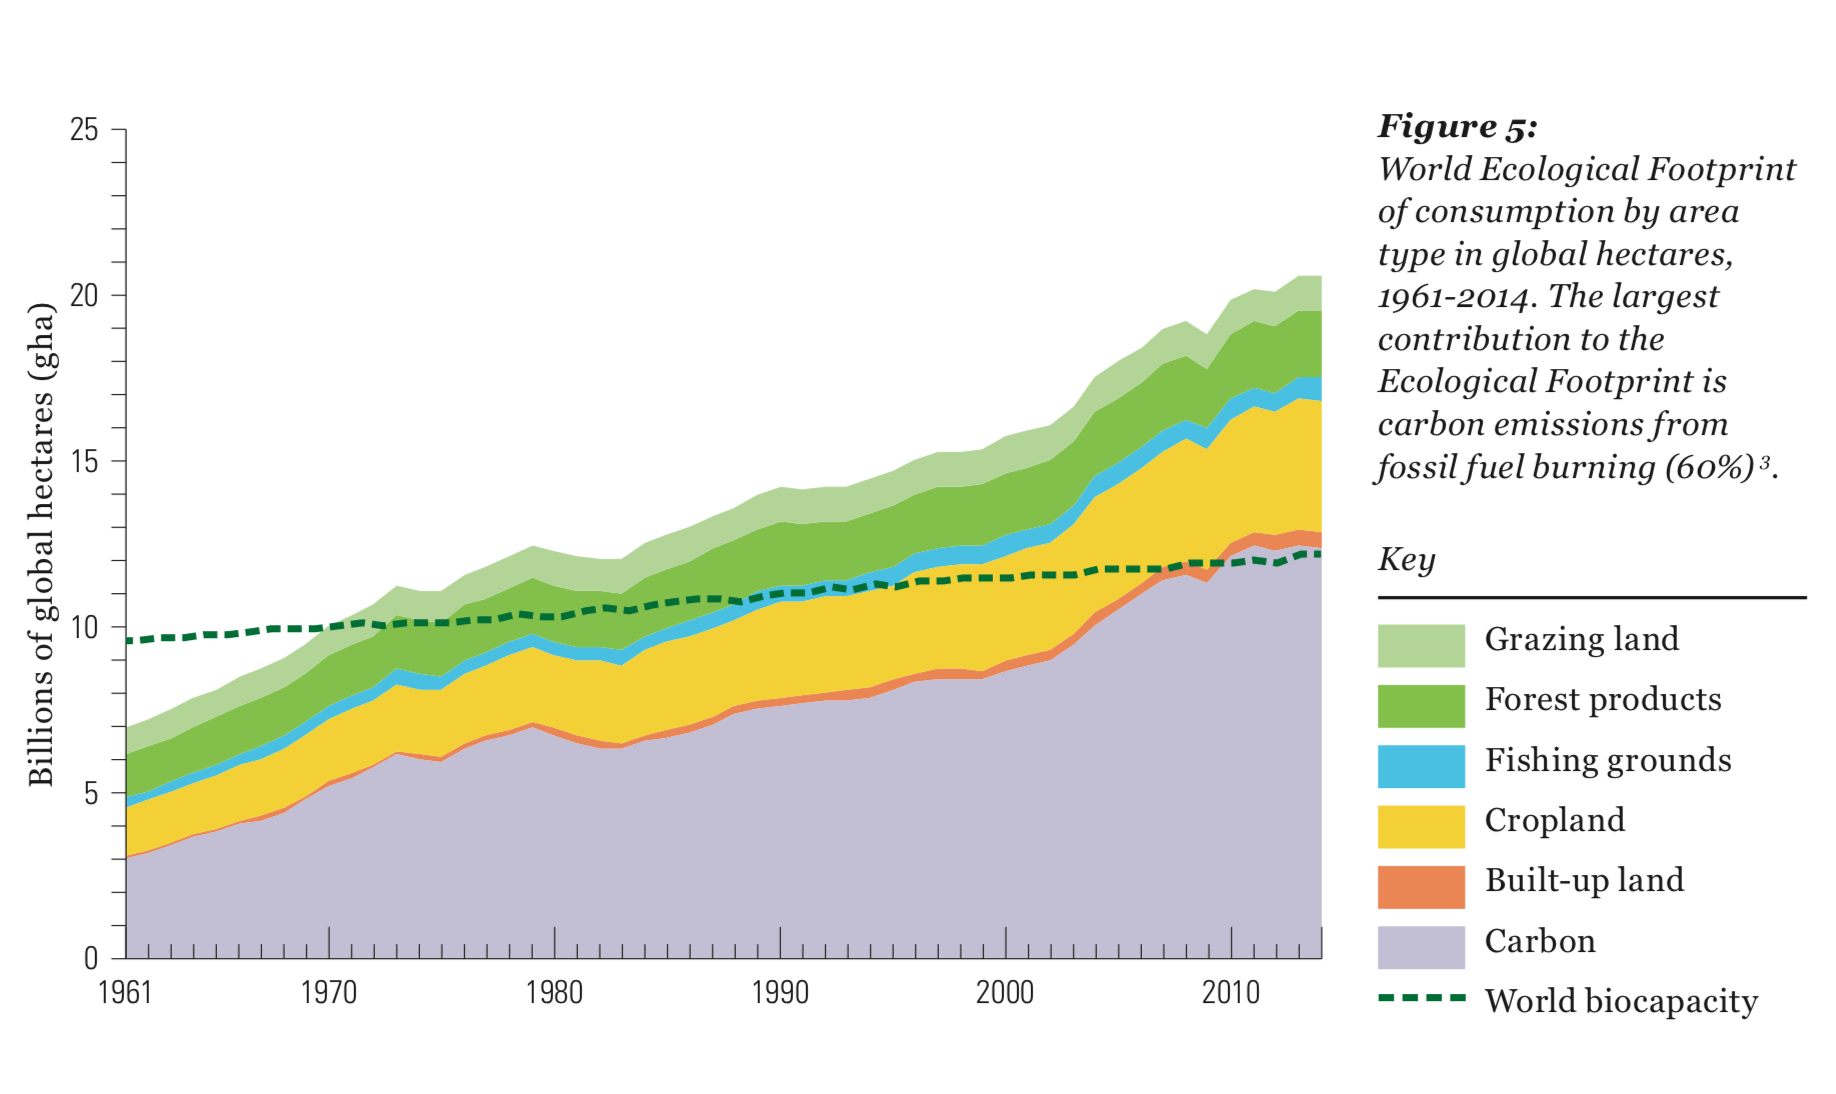 Figure 5:
World Ecological Footprint
of consumption by area
type in global hectares,
1961-2014. The largest
contribution to the
Ecological Footprint is
carbon emissions from
fossil fuel burning (60%)³.
Billions of global hectares (gha)
25
20
15
10
5
0
1961 1970 1980 1990 2000 2010
Key
Grazing land
Forest products
Fishing grounds
Cropland
Built-up land
Carbon
World biocapacity